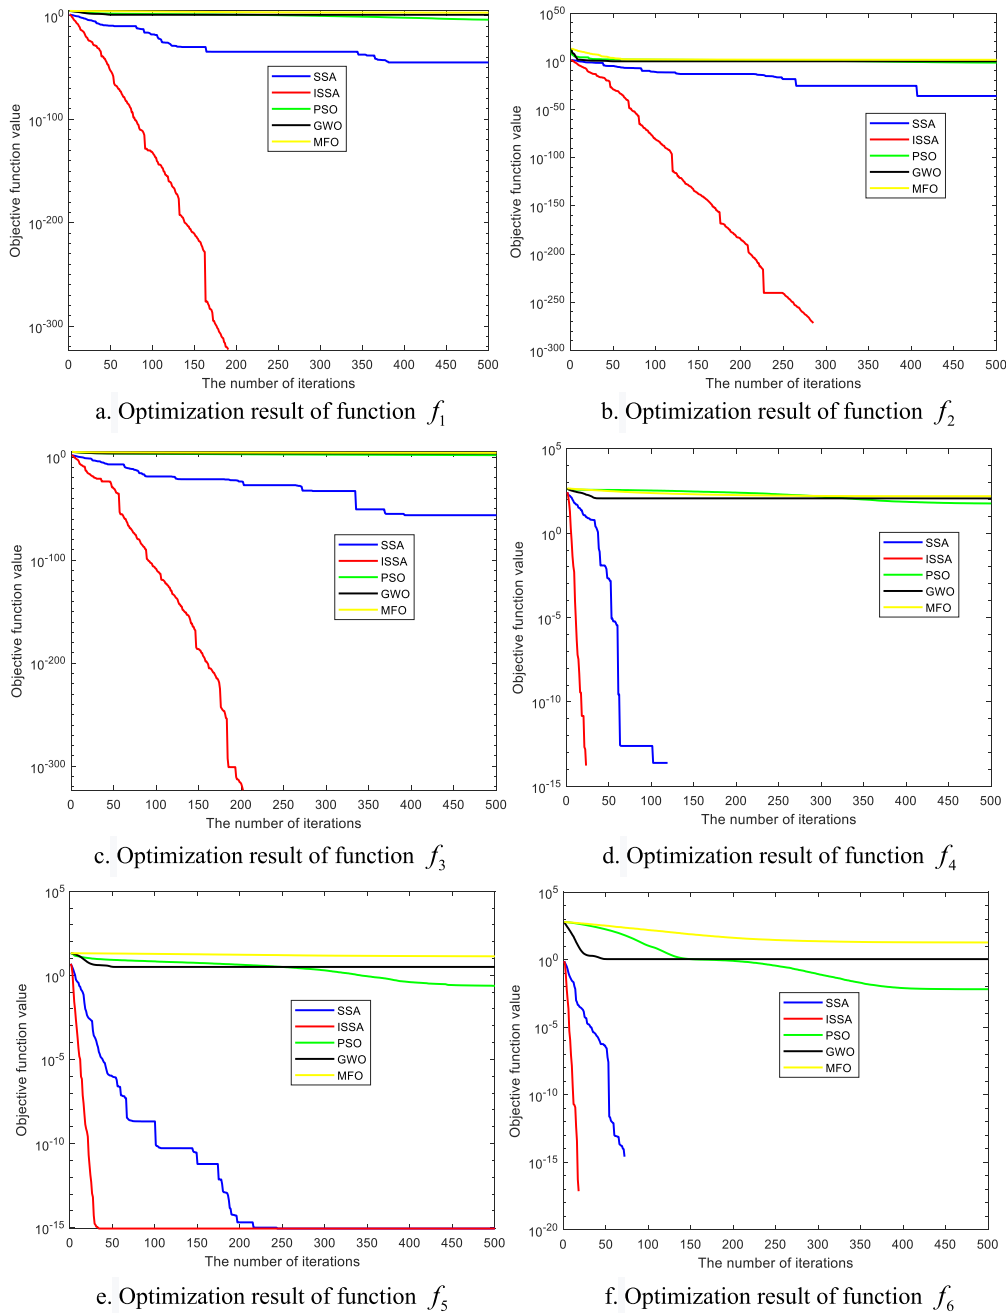 10^0
10^-100
10^-200
10^-300
Objective function value
0 50 100 150 200 250 300 350 400 450 500
The number of iterations
SSA
ISSA
PSO
GWO
MFO
a. Optimization result of function f_1
10^50
10^0
10^-50
10^-100
10^-150
10^-200
10^-250
10^-300
Objective function value
0 50 100 150 200 250 300 350 400 450 500
The number of iterations
SSA
ISSA
PSO
GWO
MFO
b. Optimization result of function f_2
10^0
10^-100
10^-200
10^-300
Objective function value
0 50 100 150 200 250 300 350 400 450 500
The number of iterations
SSA
ISSA
PSO
GWO
MFO
c. Optimization result of function f_3
10^5
10^0
10^-5
10^-10
10^-15
Objective function value
0 50 100 150 200 250 300 350 400 450 500
The number of iterations
SSA
ISSA
PSO
GWO
MFO
d. Optimization result of function f_4
10^5
10^0
10^-5
10^-10
10^-15
Objective function value
0 50 100 150 200 250 300 350 400 450 500
The number of iterations
SSA
ISSA
PSO
GWO
MFO
e. Optimization result of function f_5
10^5
10^0
10^-5
10^-10
10^-15
10^-20
Objective function value
0 50 100 150 200 250 300 350 400 450 500
The number of iterations
SSA
ISSA
PSO
GWO
MFO
f. Optimization result of function f_6